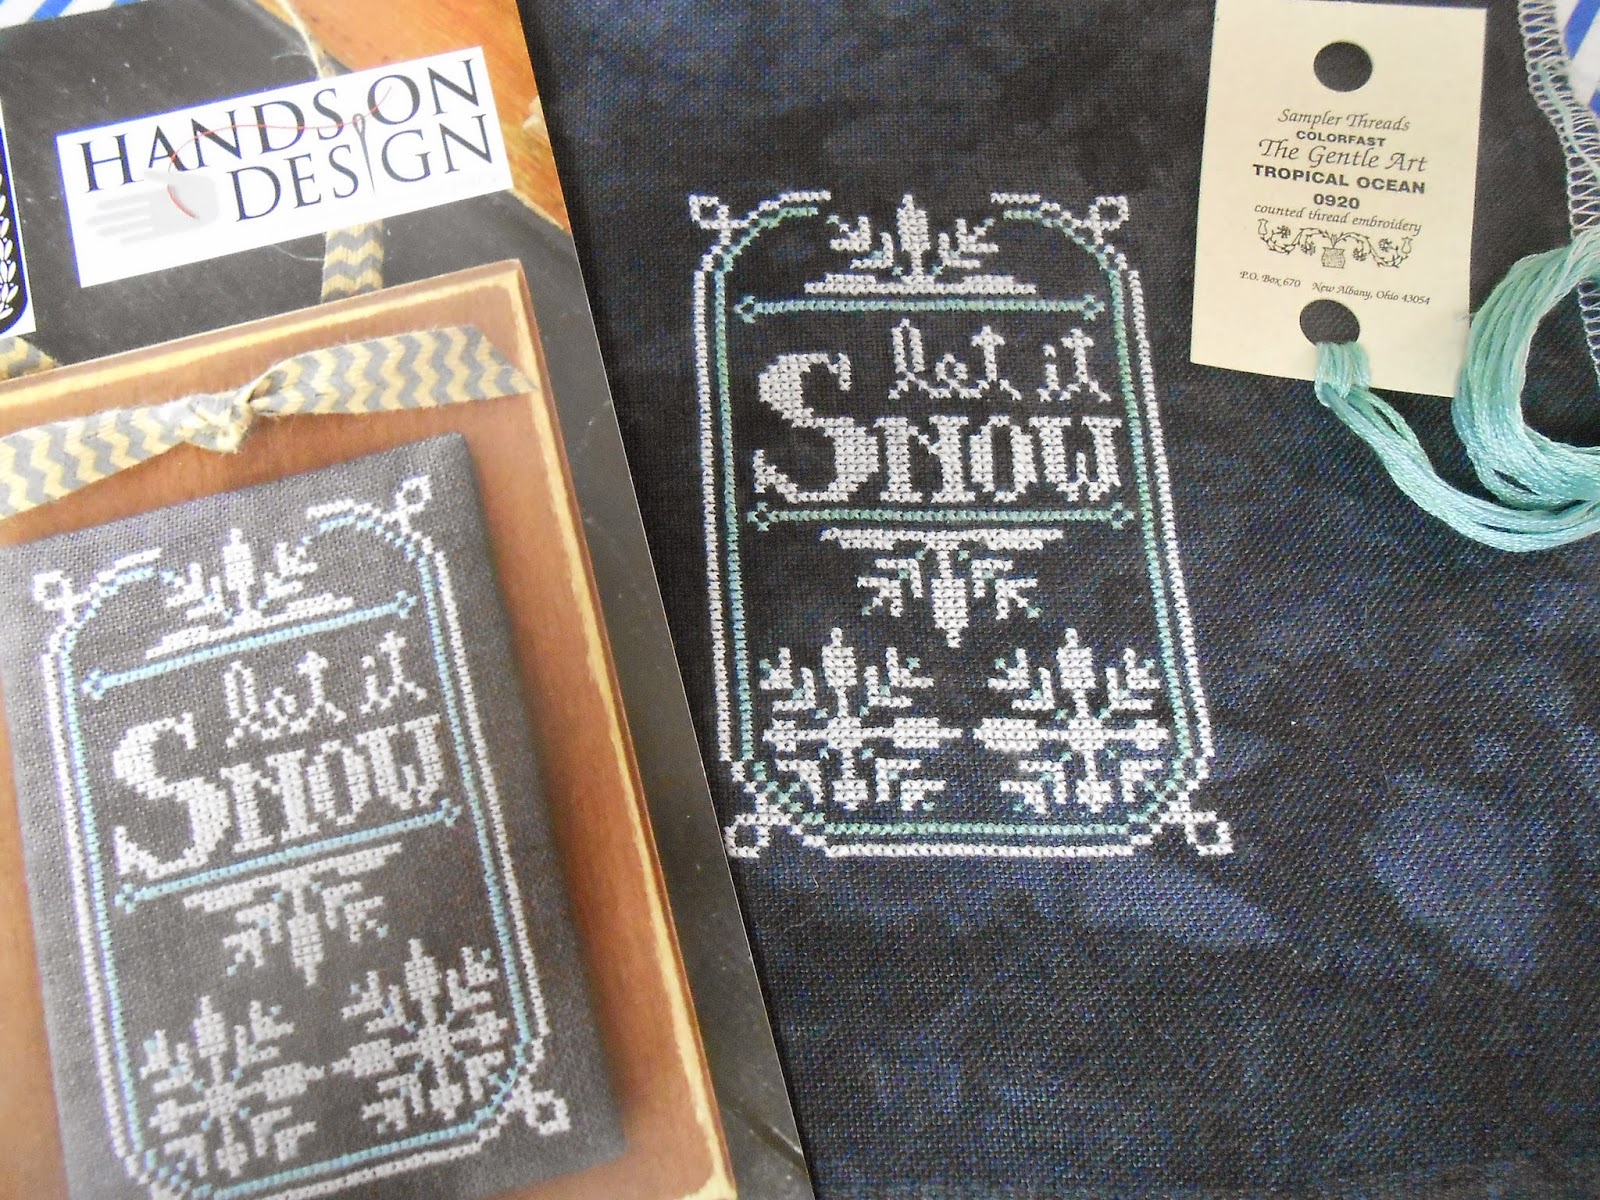 HANDS ON
DESIGN
let it
SNOW
let it
SNOW
Sampler Threads
COLORFAST
The Gentle Art
TROPICAL OCEAN
0920
counted thread embroidery
P.O. Box 670 New Albany, Ohio 43054